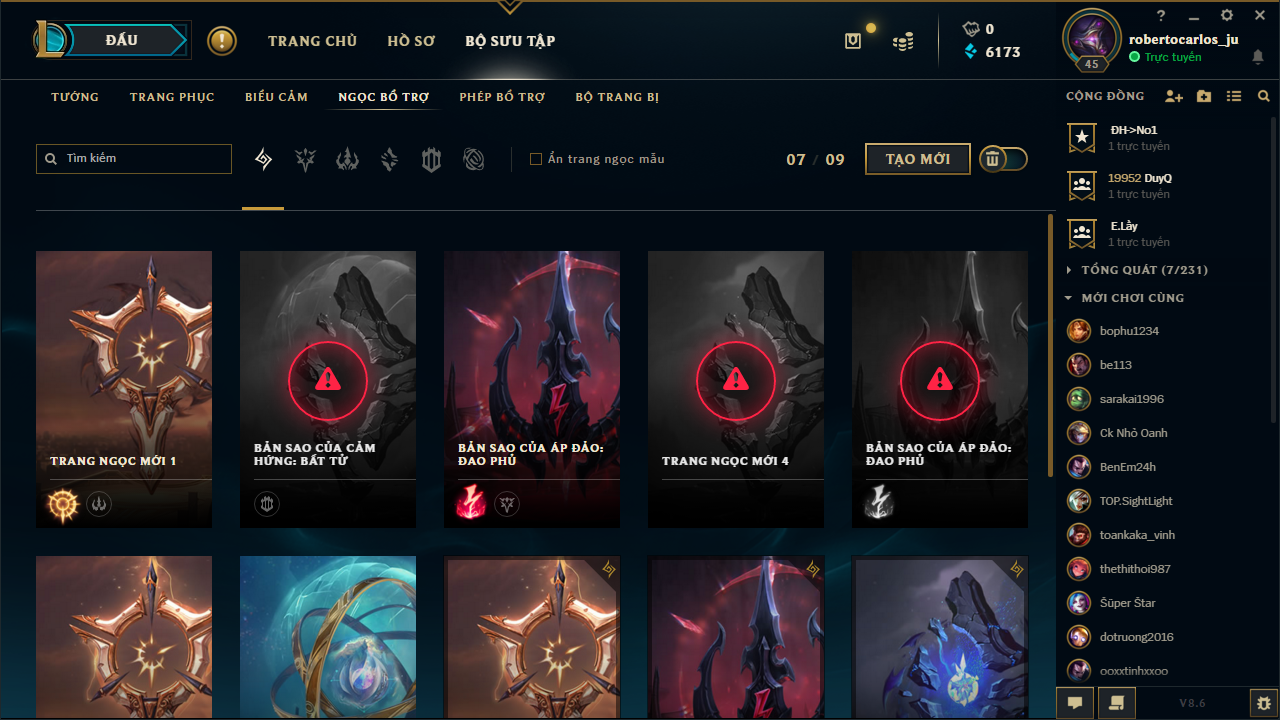 ĐẤU
TRANG CHỦ
HỒ SƠ
BỘ SƯU TẬP
0
6173
45
robertocarlos_ju
Trực tuyến
TƯỚNG
TRANG PHỤC
BIỂU CẢM
NGỌC BỔ TRỢ
PHÉP BỔ TRỢ
BỘ TRANG BỊ
CỘNG ĐỒNG
Tìm kiếm
Ẩn trang ngọc mẫu
07 / 09
TẠO MỚI
TRANG NGỌC MỚI 1
BẢN SAO CỦA CẢM
HỨNG: BẤT TỬ
BẢN SAO CỦA ÁP ĐẢO:
ĐAO PHỦ
TRANG NGỌC MỚI 4
BẢN SAO CỦA ÁP ĐẢO:
ĐAO PHỦ
ĐH->No1
1 trực tuyến
19952 DuyQ
1 trực tuyến
E.Lầy
1 trực tuyến
TỔNG QUÁT (7/231)
MỚI CHƠI CÙNG
bophu1234
be113
sarakai1996
Ck Nhỏ Oanh
BenEm24h
TOP.SightLight
toankaka_vinh
thethithoi987
Šüper Štar
dotruong2016
ooxxtinhxxoo
V8.6